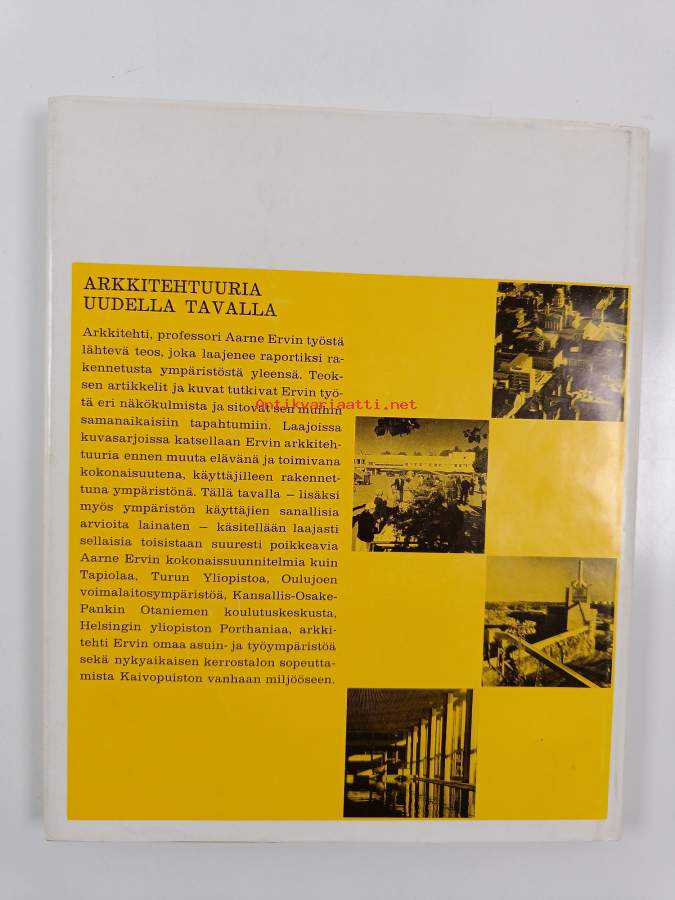 ARKKITEHTUURIA
UUDELLA TAVALLA
Arkkitehti, professori Aarne Ervin työstä
lähtevä teos, joka laajenee raportiksi ra-
kennetusta ympäristöstä yleensä. Teok-
sen artikkelit ja kuvat tutkivat Ervin työ-
tä eri näkökulmista ja sitovat sen muihin
Antikvariaatti.net
samanaikaisiin tapahtumiin. Laajoissa
kuvasarjoissa katsellaan Ervin arkkiteh-
tuuria ennen muuta elävänä ja toimivana
kokonaisuutena, käyttäjilleen rakennet-
tuna ympäristönä. Tällä tavalla – lisäksi
myös ympäristön käyttäjien sanallisia
arvioita lainaten – käsitellään laajasti
sellaisia toisistaan suuresti poikkeavia
Aarne Ervin kokonaissuunnitelmia kuin
Tapiolaa, Turun Yliopistoa, Oulujoen
voimalaitosympäristöä, Kansallis-Osake-
Pankin Otaniemen koulutuskeskusta,
Helsingin yliopiston Porthaniaa, arkki-
tehti Ervin omaa asuin- ja työympäristöä
sekä nykyaikaisen kerrostalon sopeutta-
mista Kaivopuiston vanhaan miljööseen.